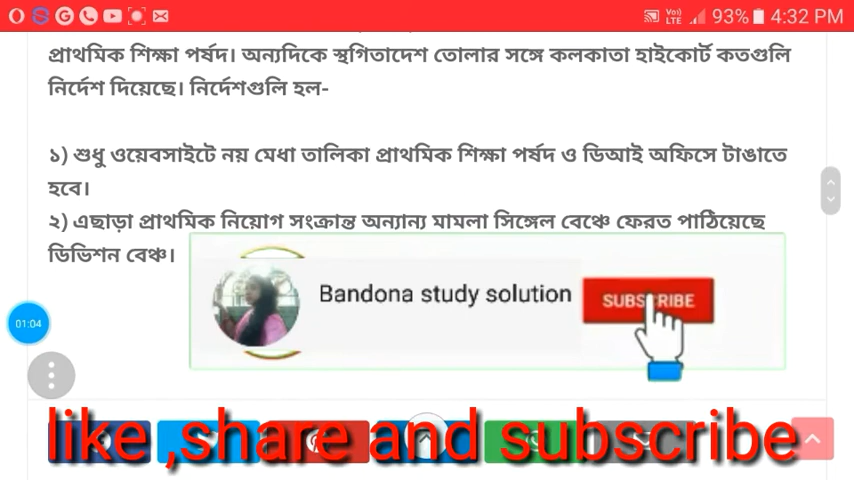 93% 4:32 PM
প্রাথমিক শিক্ষা পর্ষদ। অন্যদিকে স্থগিতাদেশ তোলার সঙ্গে কলকাতা হাইকোর্ট কতগুলি
নির্দেশ দিয়েছে। নির্দেশগুলি হল-
১) শুধু ওয়েবসাইটে নয় মেধা তালিকা প্রাথমিক শিক্ষা পর্ষদ ও ডিআই অফিসে টাঙাতে
হবে।
২) এছাড়া প্রাথমিক নিয়োগ সংক্রান্ত অন্যান্য মামলা সিঙ্গেল বেঞ্চে ফেরত পাঠিয়েছে
ডিভিশন বেঞ্চ।
Bandona study solution
SUBSCRIBE
01:04
like ,share and subscribe